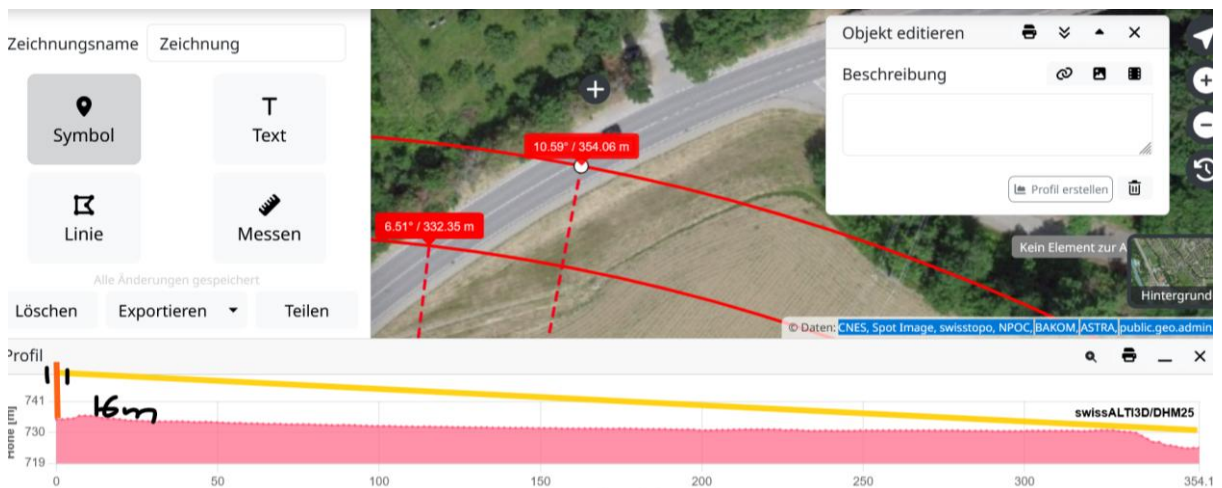 Zeichnungsname Zeichnung
Symbol
Text
Linie
Messen
Alle Änderungen gespeichert
Löschen Exportieren Teilen
10.59° / 354.06 m
6.51° / 332.35 m
Objekt editieren
Beschreibung
Profil erstellen
Kein Element zur A
Hintergrund
© Daten: CNES, Spot Image, swisstopo, NPOC, BAKOM, ASTRA, public.geo.admin
Profil
16m
swissALTI3D/DHM25
Höhe [m]
741
730
719
0 50 100 150 200 250 300 354.1